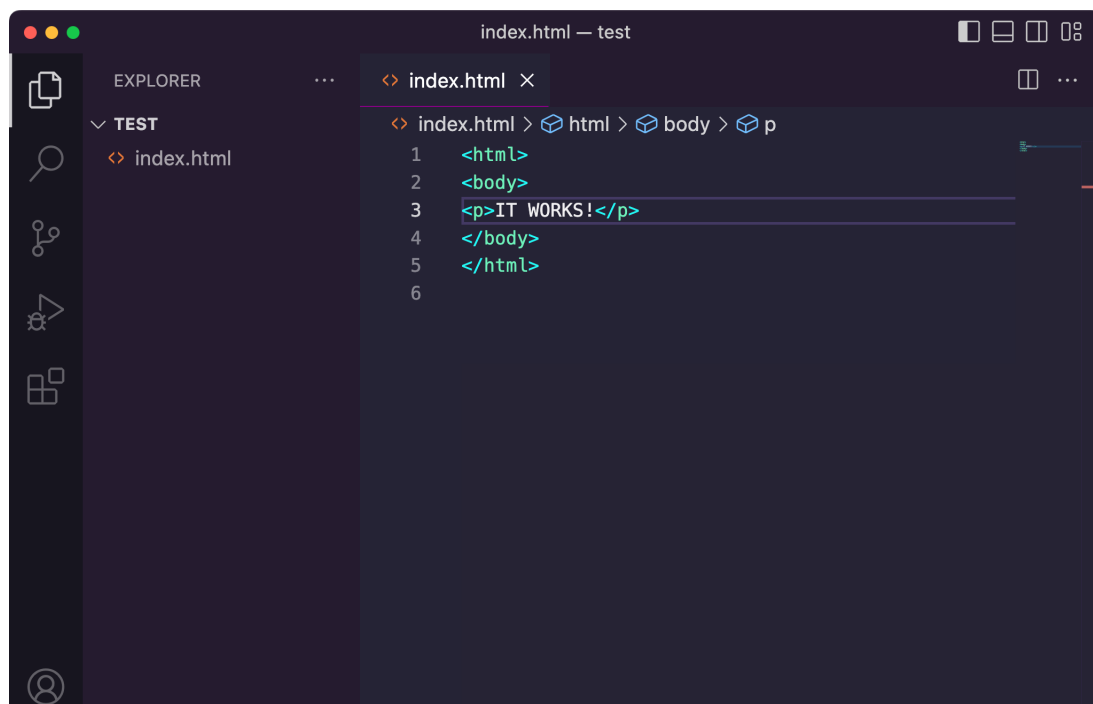 index.html — test
EXPLORER
TEST
index.html
index.html
index.html > html > body > p
1 <html>
2 <body>
3 <p>IT WORKS!</p>
4 </body>
5 </html>
6